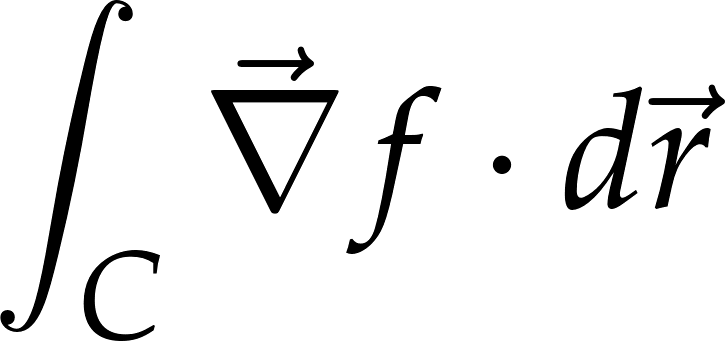 ∫_C ∇⃗f · dr⃗